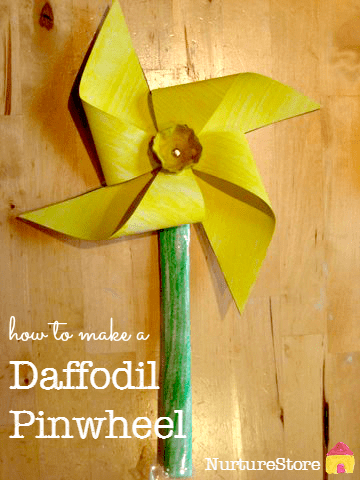 how to make a
Daffodil
Pinwheel
NurtureStore